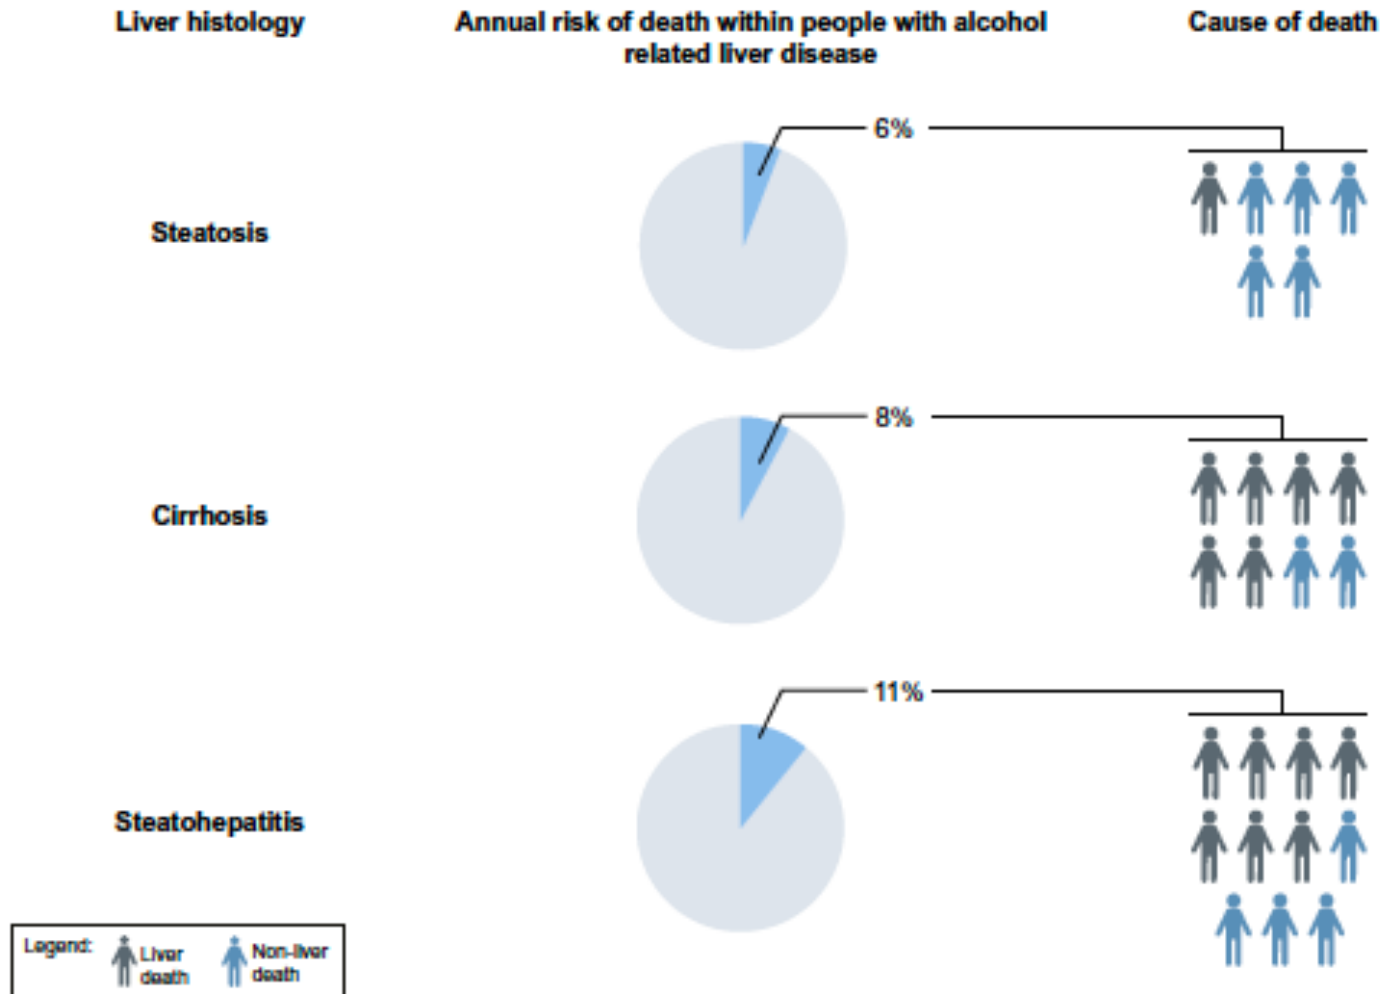 Liver histology
Annual risk of death within people with alcohol
related liver disease
Cause of death
6%
Steatosis
8%
Cirrhosis
11%
Steatohepatitis
Legend:
Liver
death
Non-liver
death